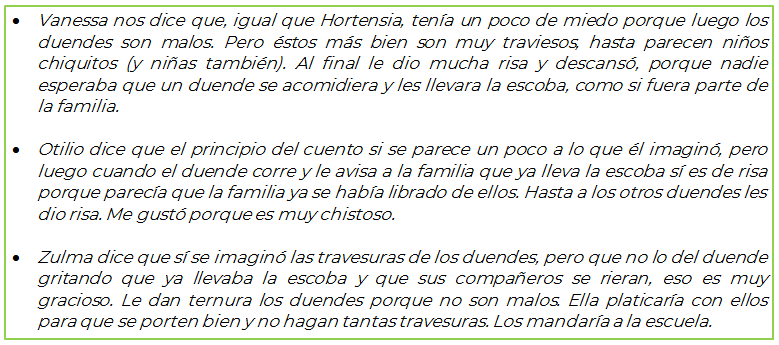 • Vanessa nos dice que, igual que Hortensia, tenía un poco de miedo porque luego los
duendes son malos. Pero éstos más bien son muy traviesos, hasta parecen niños
chiquitos (y niñas también). Al final le dio mucha risa y descansó, porque nadie
esperaba que un duende se acomidiera y les llevara la escoba, como si fuera parte de
la familia.
• Otilio dice que el principio del cuento si se parece un poco a lo que él imaginó, pero
luego cuando el duende corre y le avisa a la familia que ya lleva la escoba sí es de risa
porque parecía que la familia ya se había librado de ellos. Hasta a los otros duendes les
dio risa. Me gustó porque es muy chistoso.
• Zulma dice que sí se imaginó las travesuras de los duendes, pero que no lo del duende
gritando que ya llevaba la escoba y que sus compañeros se rieran, eso es muy
gracioso. Le dan ternura los duendes porque no son malos. Ella platicaría con ellos
para que se porten bien y no hagan tantas travesuras. Los mandaría a la escuela.